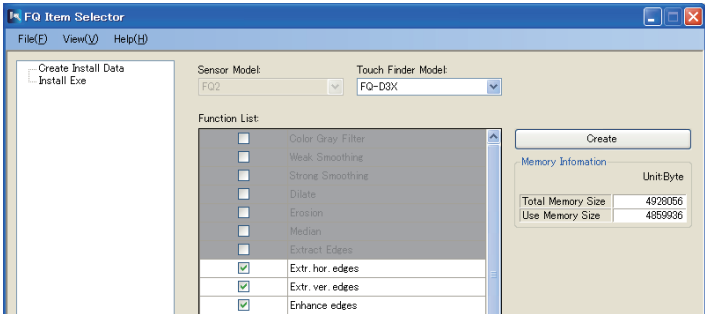 FQ Item Selector
File(F) View(V) Help(H)
Create Install Data
Install Exe
Sensor Model:
FQ2
Touch Finder Model:
FQ-D3X
Function List:
Color Gray Filter
Weak Smoothing
Strong Smoothing
Dilate
Erosion
Median
Extract Edges
Extr. hor. edges
Extr. ver. edges
Enhance edges
Create
Memory Infomation
Unit:Byte
Total Memory Size 4928056
Use Memory Size 4859936